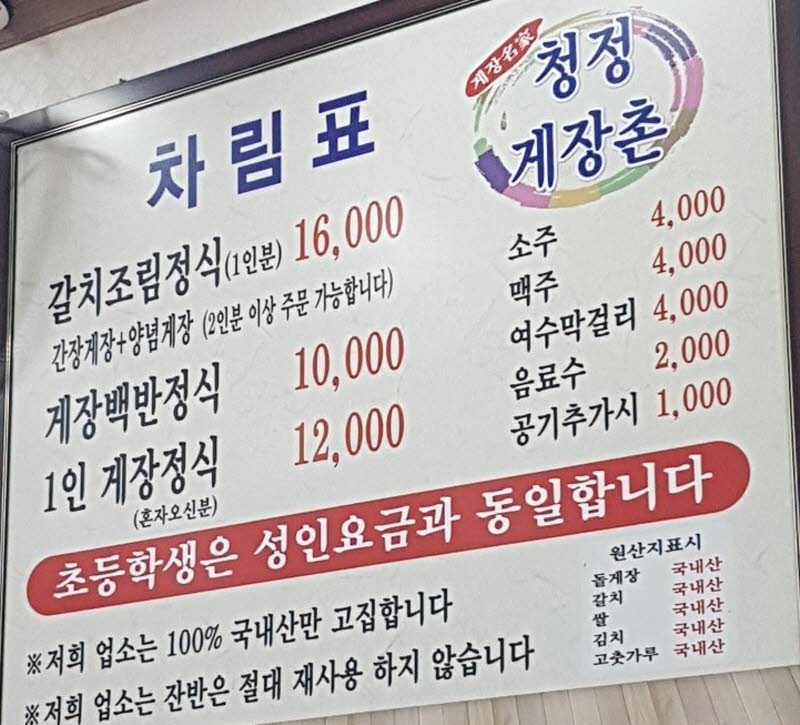 게장名家
청정
게장촌
차림표
갈치조림정식(1인분) 16,000
간장게장+양념게장 (2인분 이상 주문 가능합니다)
게장백반정식 10,000
1인 게장정식 12,000
(혼자오신분)
소주 4,000
맥주 4,000
여수막걸리 4,000
음료수 2,000
공기추가시 1,000
초등학생은 성인요금과 동일합니다
※저희 업소는 100% 국내산만 고집합니다
※저희 업소는 잔반은 절대 재사용 하지 않습니다
원산지표시
돌게장 국내산
갈치 국내산
쌀 국내산
김치 국내산
고춧가루 국내산